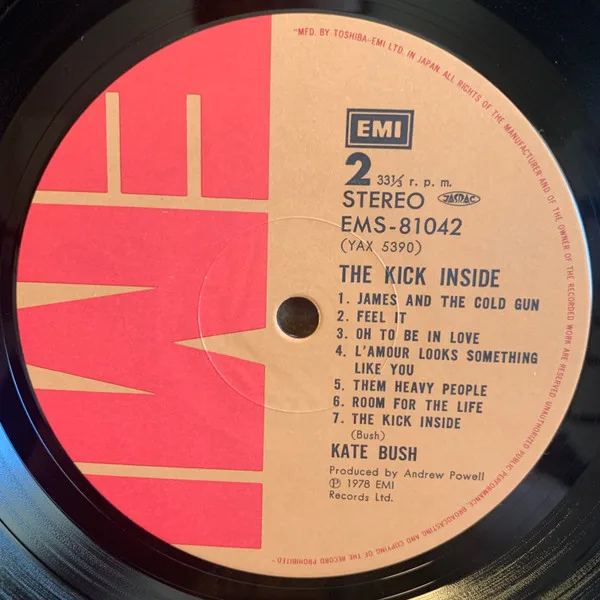 "MFD. BY TOSHIBA-EMI LTD. IN JAPAN. ALL RIGHTS OF THE MANUFACTURER AND OF THE OWNER OF THE RECORDED WORK ARE RESERVED. UNAUTHORIZED PUBLIC PERFORMANCE, BROADCASTING AND COPYING OF THE RECORD PROHIBITED"
EMI
EMI
2 33⅓ r. p. m.
STEREO JASRAC
EMS-81042
(YAX 5390)
THE KICK INSIDE
1. JAMES AND THE COLD GUN
2. FEEL IT
3. OH TO BE IN LOVE
4. L'AMOUR LOOKS SOMETHING
LIKE YOU
5. THEM HEAVY PEOPLE
6. ROOM FOR THE LIFE
7. THE KICK INSIDE
(Bush)
KATE BUSH
Produced by Andrew Powell
Ⓟ 1978 EMI
Records Ltd.